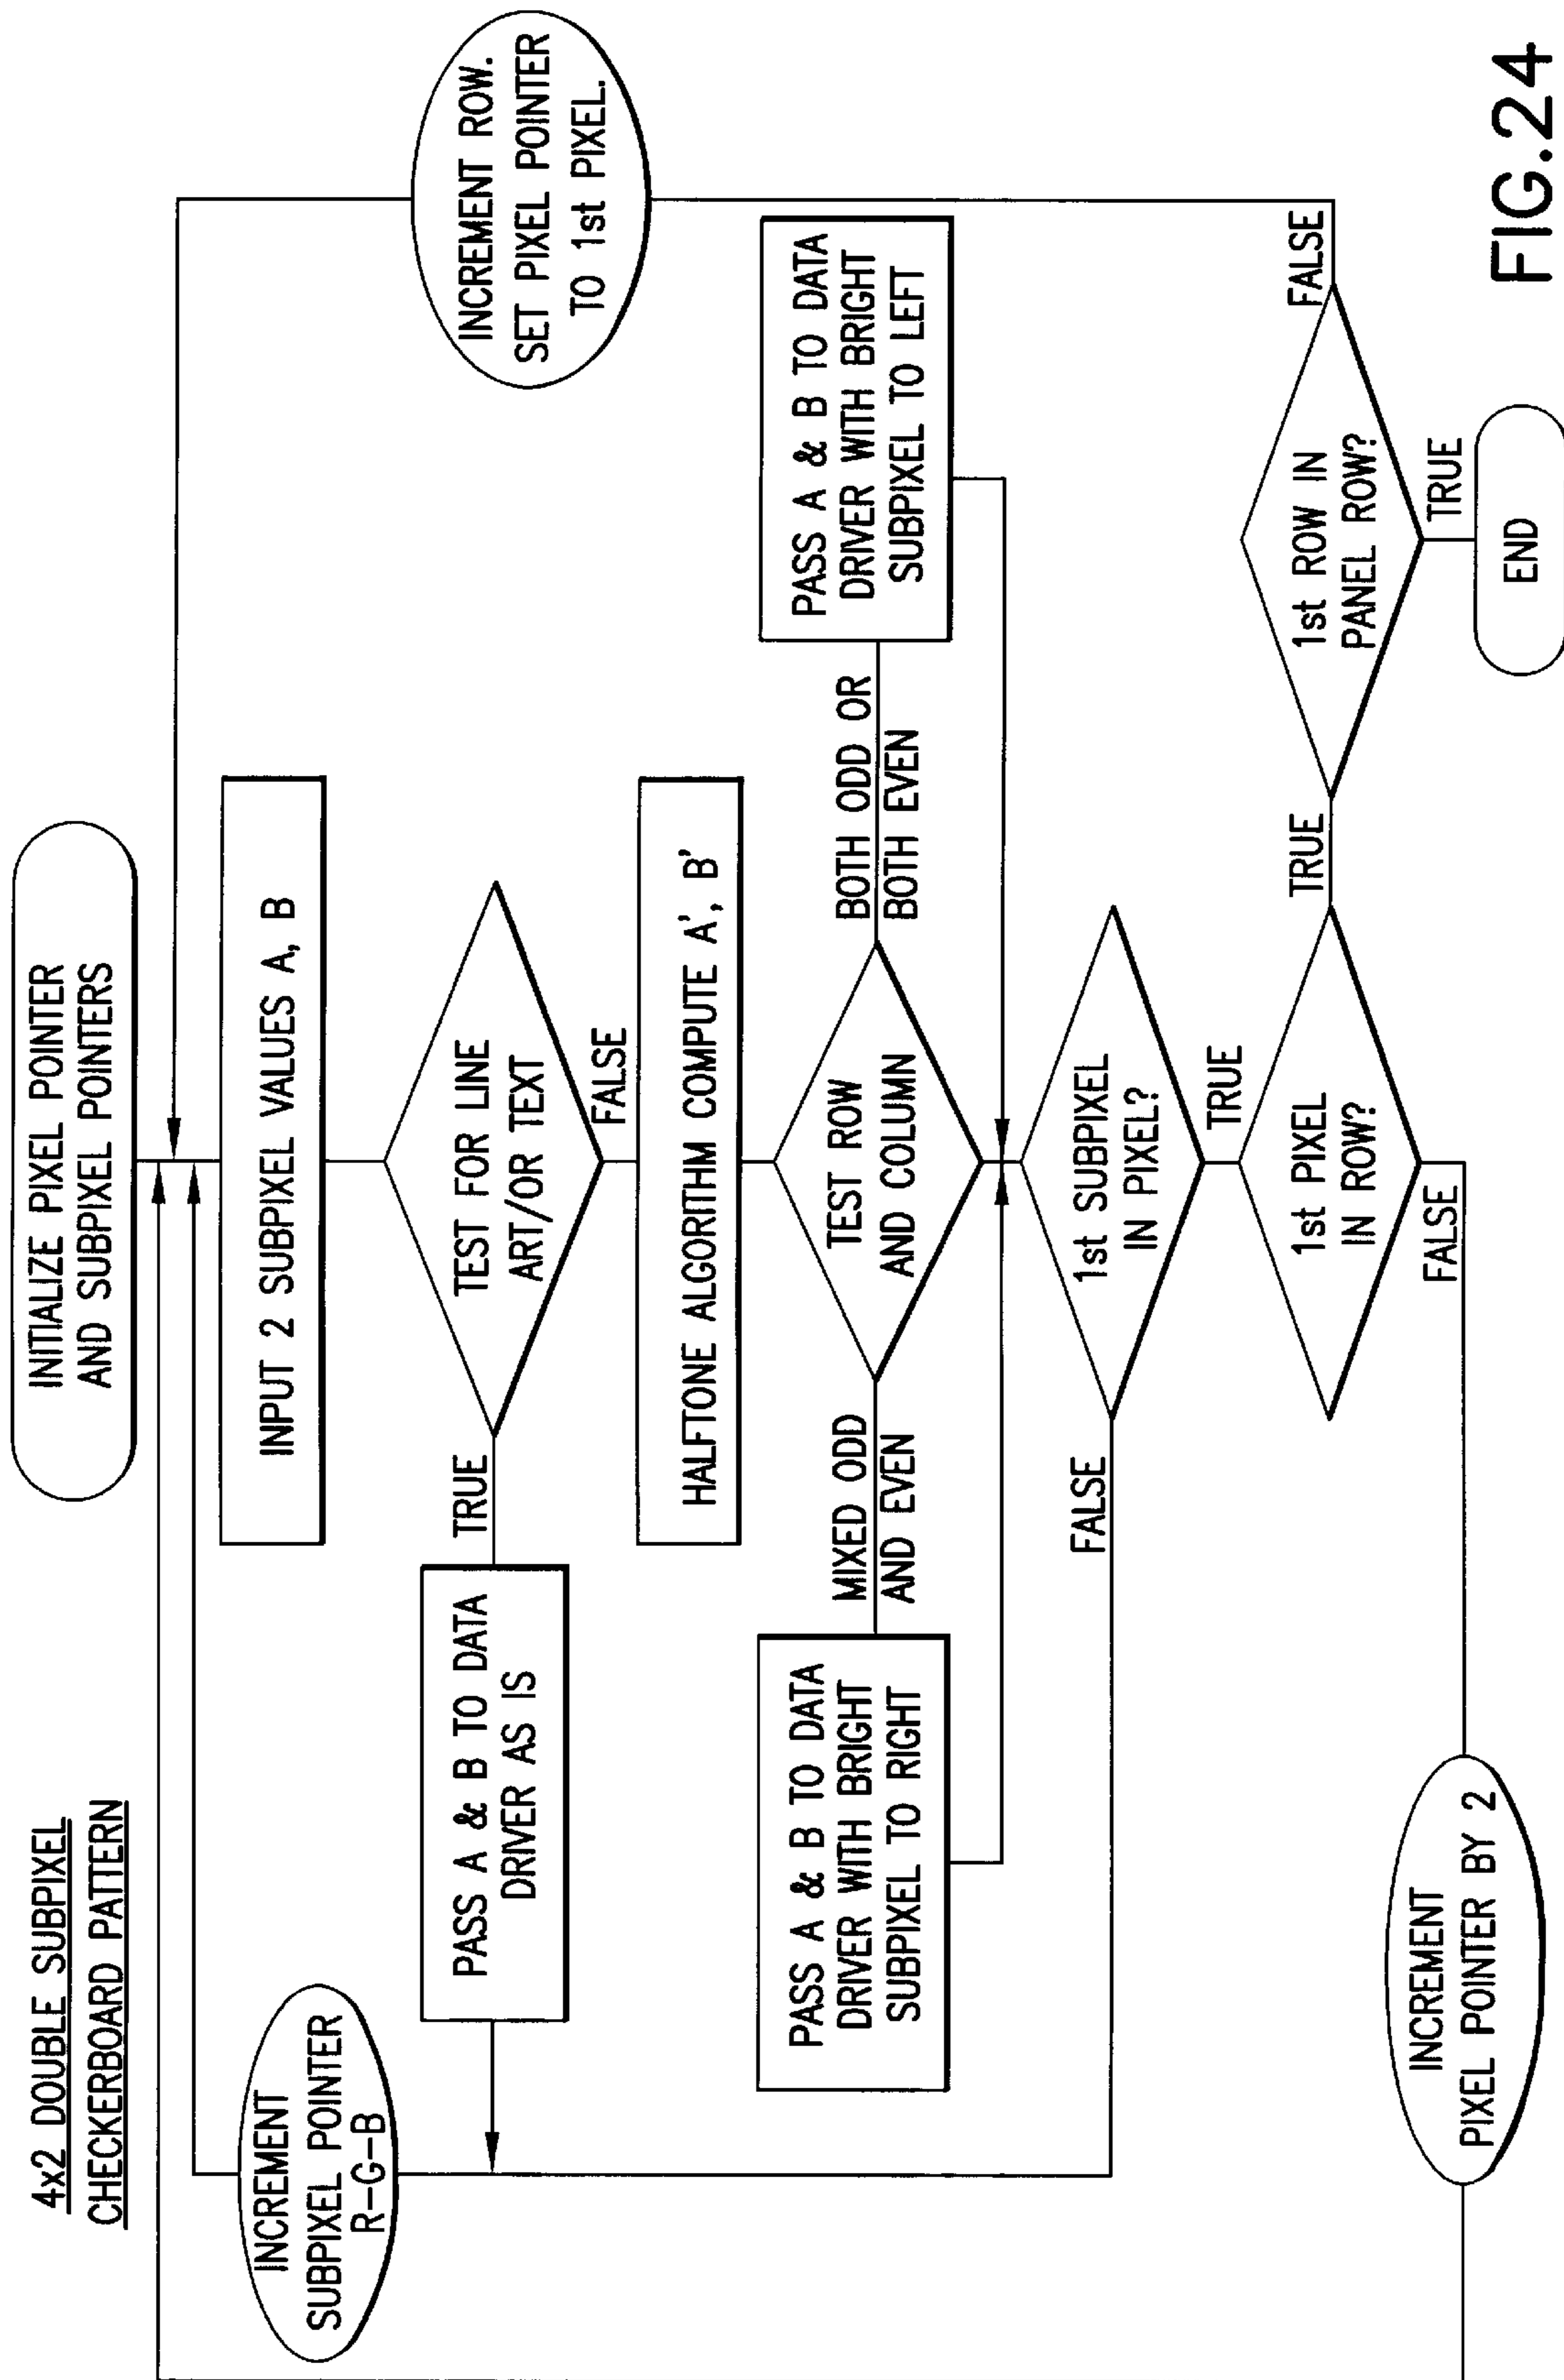 4x2 DOUBLE SUBPIXEL
CHECKERBOARD PATTERN
INITIALIZE PIXEL POINTER
AND SUBPIXEL POINTERS
INPUT 2 SUBPIXEL VALUES A, B
INCREMENT
SUBPIXEL POINTER
R-G-B
TEST FOR LINE
ART/OR TEXT
TRUE
FALSE
PASS A & B TO DATA
DRIVER AS IS
INCREMENT ROW.
SET PIXEL POINTER
TO 1st PIXEL.
HALFTONE ALGORITHM COMPUTE A', B'
TEST ROW
AND COLUMN
MIXED ODD
AND EVEN
BOTH ODD OR
BOTH EVEN
PASS A & B TO DATA
DRIVER WITH BRIGHT
SUBPIXEL TO RIGHT
PASS A & B TO DATA
DRIVER WITH BRIGHT
SUBPIXEL TO LEFT
1st SUBPIXEL
IN PIXEL?
FALSE
TRUE
1st PIXEL
IN ROW?
TRUE
FALSE
1st ROW IN
PANEL ROW?
FALSE
TRUE
INCREMENT
PIXEL POINTER BY 2
END
FIG.24